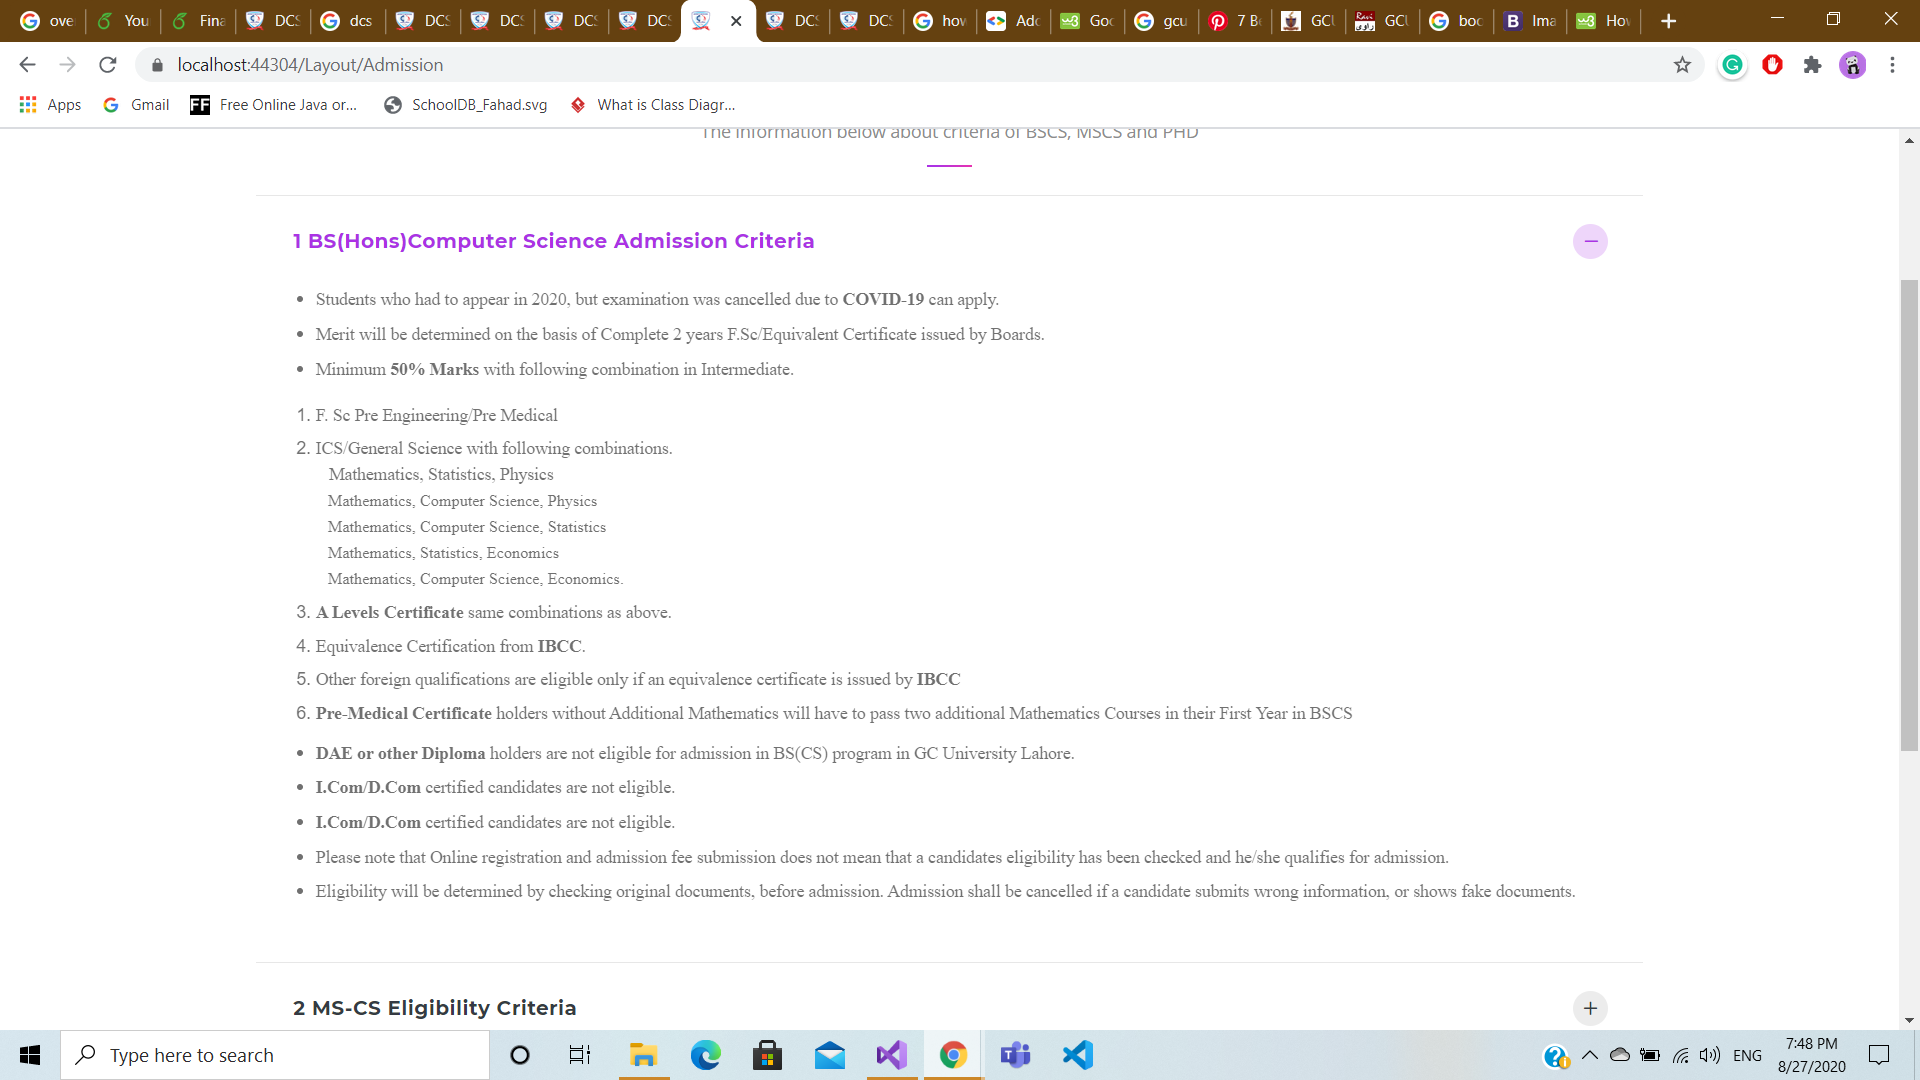 ove
You
Fina
DCS
dcs
DCS
DCS
DCS
DCS
DCS
DCS
how
Adc
Goc
gcu
7 Be
GCU
GCU
boo
Ima
How
localhost:44304/Layout/Admission
Apps
Gmail
FF
Free Online Java or...
SchoolDB_Fahad.svg
What is Class Diagr...
The information below about criteria of BSCS, MSCS and PHD
1 BS(Hons)Computer Science Admission Criteria
• Students who had to appear in 2020, but examination was cancelled due to COVID-19 can apply.
• Merit will be determined on the basis of Complete 2 years F.Sc/Equivalent Certificate issued by Boards.
• Minimum 50% Marks with following combination in Intermediate.
1. F. Sc Pre Engineering/Pre Medical
2. ICS/General Science with following combinations.
Mathematics, Statistics, Physics
Mathematics, Computer Science, Physics
Mathematics, Computer Science, Statistics
Mathematics, Statistics, Economics
Mathematics, Computer Science, Economics.
3. A Levels Certificate same combinations as above.
4. Equivalence Certification from IBCC.
5. Other foreign qualifications are eligible only if an equivalence certificate is issued by IBCC
6. Pre-Medical Certificate holders without Additional Mathematics will have to pass two additional Mathematics Courses in their First Year in BSCS
• DAE or other Diploma holders are not eligible for admission in BS(CS) program in GC University Lahore.
• I.Com/D.Com certified candidates are not eligible.
• I.Com/D.Com certified candidates are not eligible.
• Please note that Online registration and admission fee submission does not mean that a candidates eligibility has been checked and he/she qualifies for admission.
• Eligibility will be determined by checking original documents, before admission. Admission shall be cancelled if a candidate submits wrong information, or shows fake documents.
2 MS-CS Eligibility Criteria
Type here to search
ENG
7:48 PM
8/27/2020